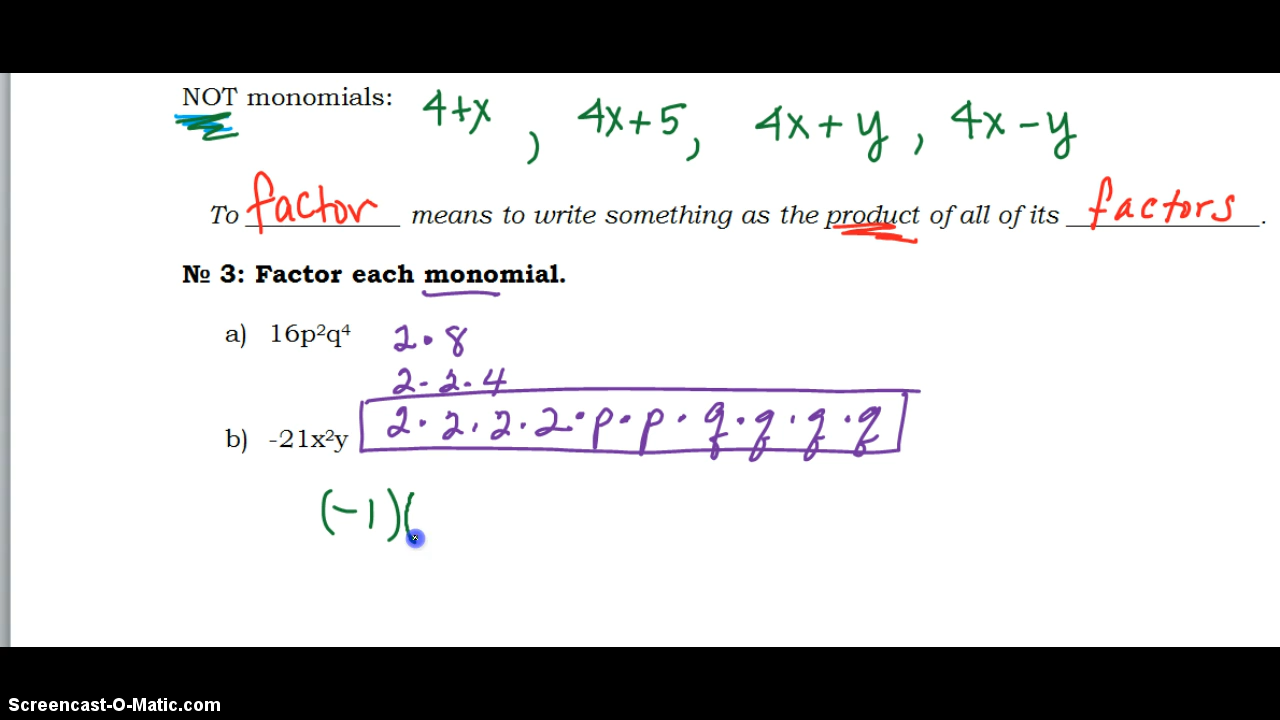 NOT monomials: 4+x, 4x+5, 4x+y, 4x-y
To factor means to write something as the product of all of its factors.
№ 3: Factor each monomial.
a) 16p²q⁴ 2·8
2·2·4
2·2·2·2·p·p·q·q·q·q
b) -21x²y
(-1)(
Screencast-O-Matic.com